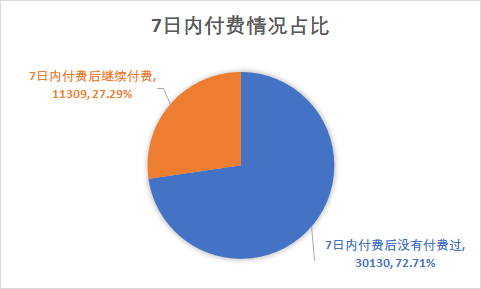 7日内付费情况占比
7日内付费后继续付费,
11309, 27.29%
7日内付费后没有付费过,
30130, 72.71%